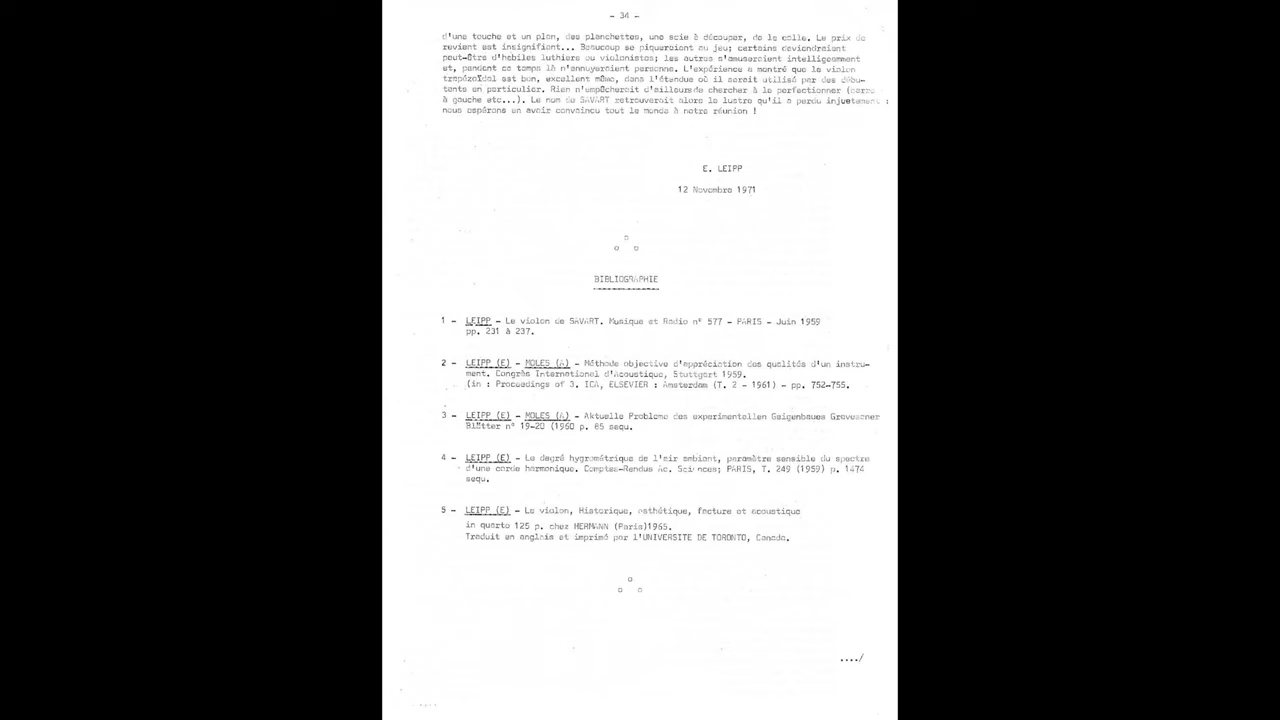 - 34 -
d'une touche et un plan, des planchettes, une scie à découper, de la colle. Le prix de
revient est insignifiant... Beaucoup se piqueraient au jeu; certains deviendraient
peut-être d'habiles luthiers ou violonistes; les autres s'amuseraient intelligemment
et, pendant ce temps là n'ennuyeraient personne. L'expérience a montré que le violon
trapézoïdal est bon, excellent même, dans l'étendue où il serait utilisé par des débu-
tants en particulier. Rien n'empêcherait d'ailleursde chercher à le perfectionner (barre
à gauche etc...). Le nom de SAVART retrouverait alors le lustre qu'il a perdu injustement :
nous espérons en avoir convaincu tout le monde à notre réunion !
E. LEIPP
12 Novembre 1971
BIBLIOGRAPHIE
1 - LEIPP - Le violon de SAVART. Musique et Radio n° 577 - PARIS - Juin 1959
pp. 231 à 237.
2 - LEIPP (E) - MOLES (A) - Méthode objective d'appréciation des qualités d'un instru-
ment. Congrès International d'Acoustique, Stuttgart 1959.
(in : Proceedings of 3. ICA, ELSEVIER : Amsterdam (T. 2 - 1961) - pp. 752-755.
3 - LEIPP (E) - MOLES (A) - Aktuelle Probleme des experimentellen Geigenbaues Gravesaner
Blätter n° 19-20 (1960 p. 85 sequ.
4 - LEIPP (E) - Le degré hygrométrique de l'air ambiant, paramètre sensible du spectre
d'une corde harmonique. Comptes-Rendus Ac. Sciences; PARIS, T. 249 (1959) p. 1474
sequ.
5 - LEIPP (E) - Le violon, Historique, esthétique, facture et acoustique
in quarto 125 p. chez HERMANN (Paris)1965.
Traduit en anglais et imprimé par l'UNIVERSITE DE TORONTO, Canada.
..../